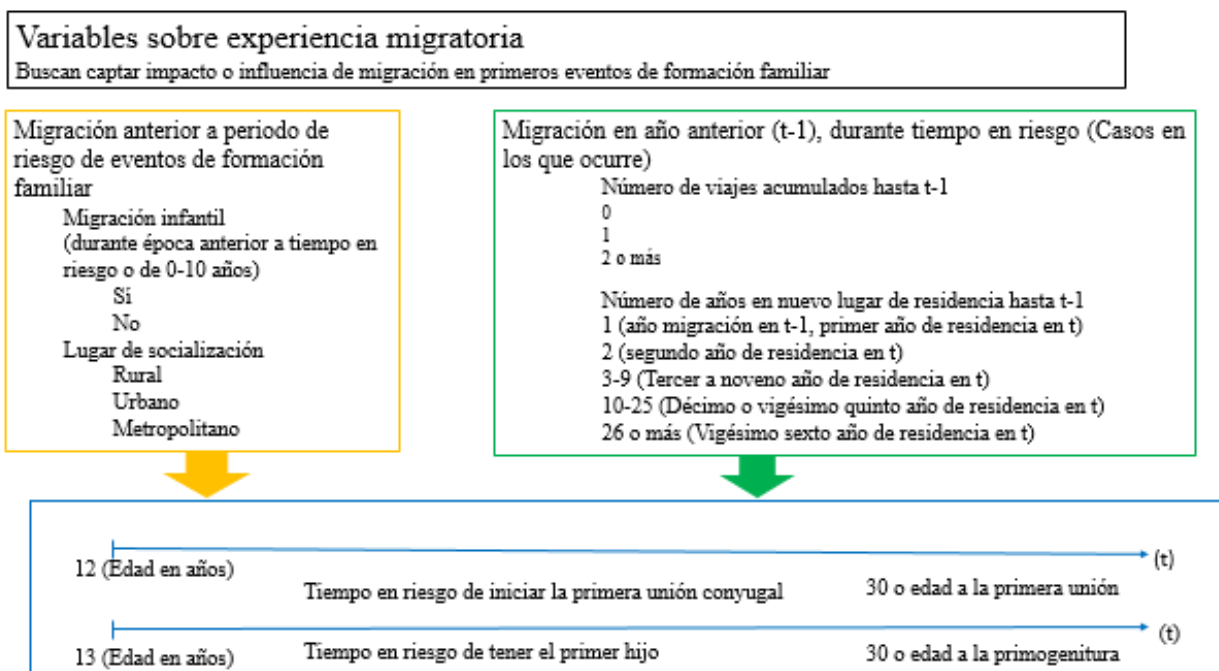 Variables sobre experiencia migratoria
Buscan captar impacto o influencia de migración en primeros eventos de formación familiar
Migración anterior a periodo de
riesgo de eventos de formación
familiar
Migración infantil
(durante época anterior a tiempo en
riesgo o de 0-10 años)
Sí
No
Lugar de socialización
Rural
Urbano
Metropolitano
Migración en año anterior (t-1), durante tiempo en riesgo (Casos en
los que ocurre)
Número de viajes acumulados hasta t-1
0
1
2 o más
Número de años en nuevo lugar de residencia hasta t-1
1 (año migración en t-1, primer año de residencia en t)
2 (segundo año de residencia en t)
3-9 (Tercer a noveno año de residencia en t)
10-25 (Décimo o vigésimo quinto año de residencia en t)
26 o más (Vigésimo sexto año de residencia en t)
12 (Edad en años)
Tiempo en riesgo de iniciar la primera unión conyugal
30 o edad a la primera unión
(t)
13 (Edad en años)
Tiempo en riesgo de tener el primer hijo
30 o edad a la primogenitura
(t)